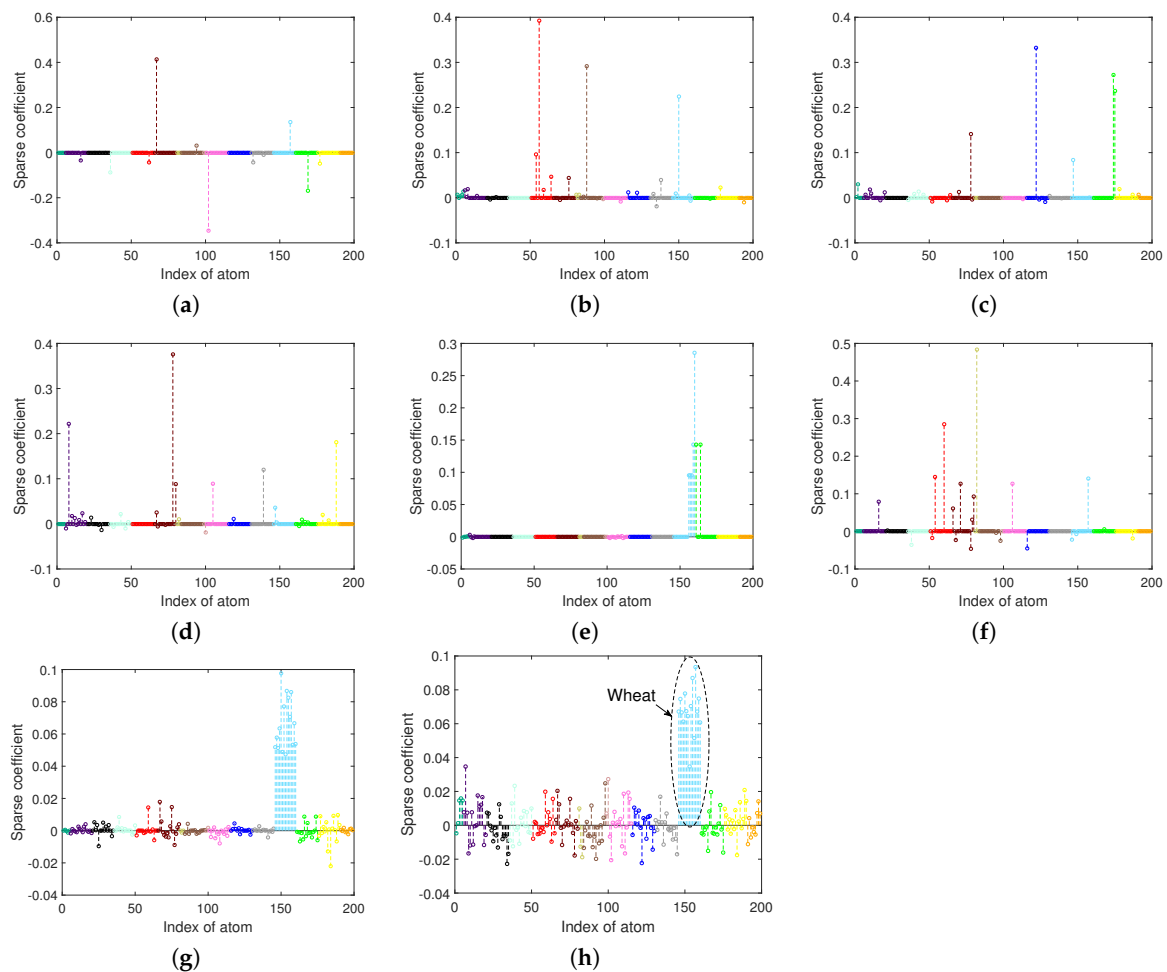 0.6
0.4
0.2
0
-0.2
-0.4
0 50 100 150 200
Sparse coefficient
Index of atom
(a)
0.4
0.3
0.2
0.1
0
-0.1
0 50 100 150 200
Sparse coefficient
Index of atom
(b)
0.4
0.3
0.2
0.1
0
-0.1
0 50 100 150 200
Sparse coefficient
Index of atom
(c)
0.4
0.3
0.2
0.1
0
-0.1
0 50 100 150 200
Sparse coefficient
Index of atom
(d)
0.3
0.25
0.2
0.15
0.1
0.05
0
-0.05
0 50 100 150 200
Sparse coefficient
Index of atom
(e)
0.5
0.4
0.3
0.2
0.1
0
-0.1
0 50 100 150 200
Sparse coefficient
Index of atom
(f)
0.1
0.08
0.06
0.04
0.02
0
-0.02
-0.04
0 50 100 150 200
Sparse coefficient
Index of atom
(g)
0.1
0.08
0.06
0.04
0.02
0
-0.02
-0.04
0 50 100 150 200
Sparse coefficient
Wheat
Index of atom
(h)